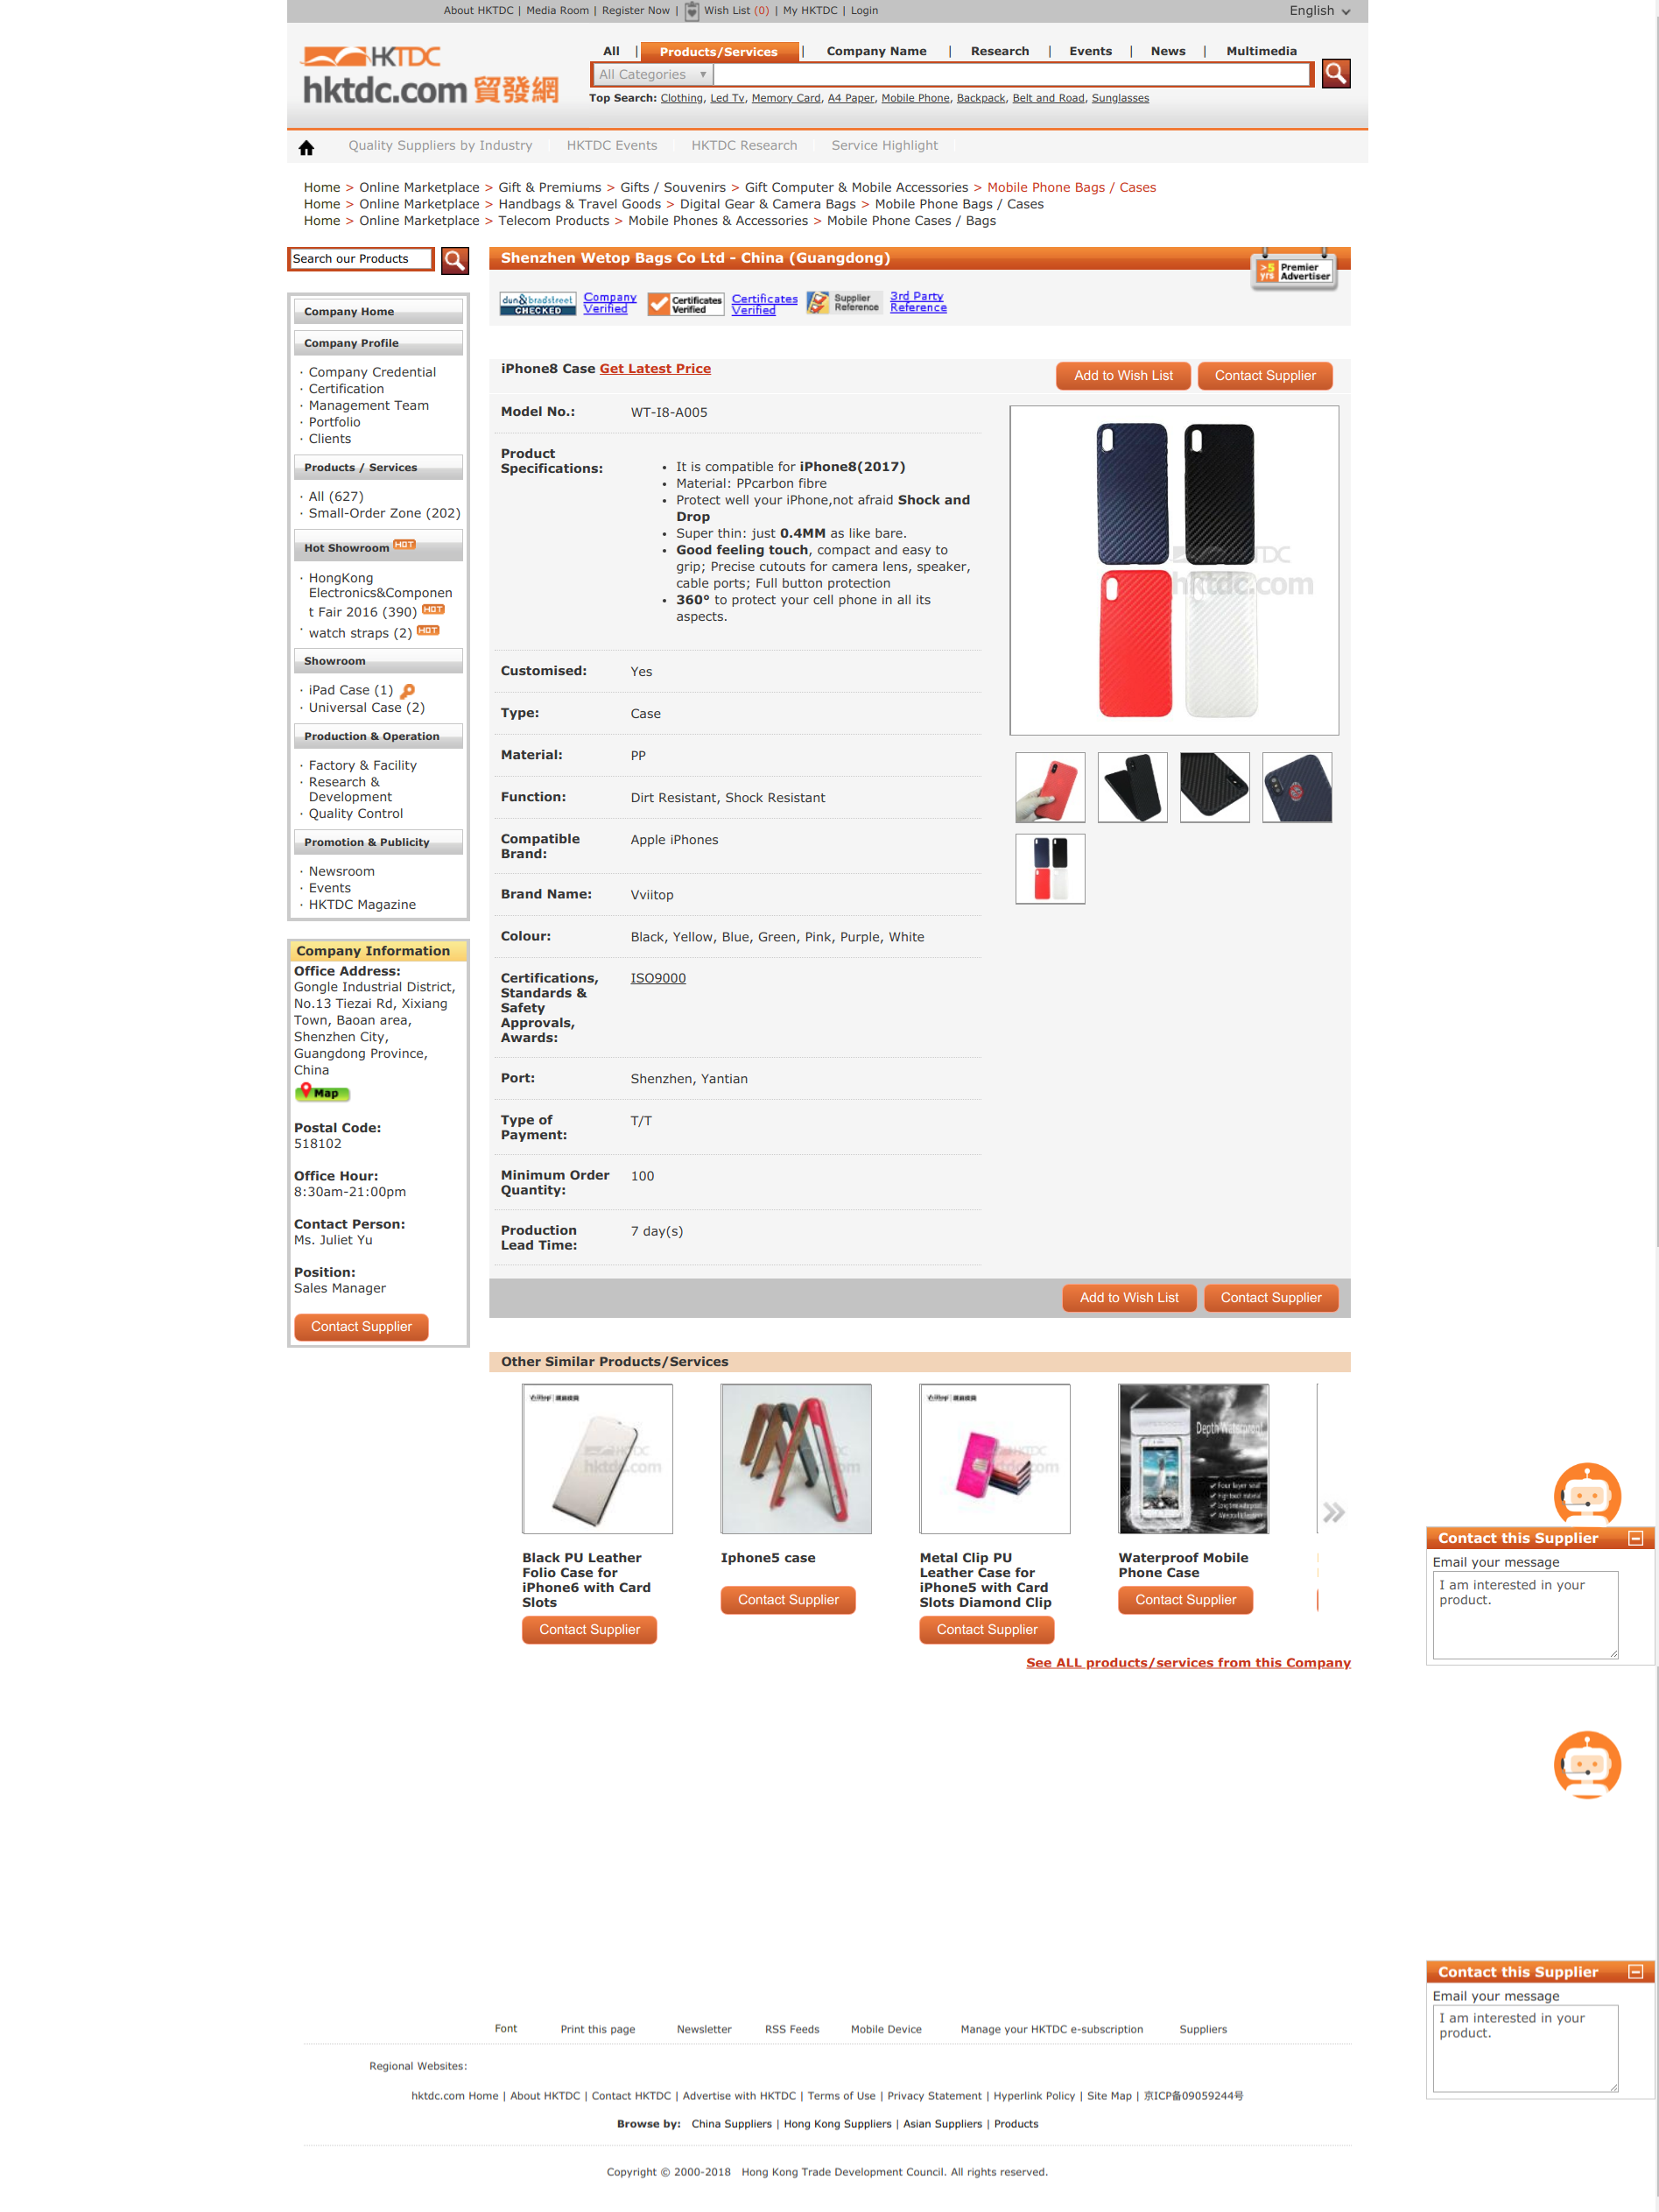 About HKTDC | Media Room | Register Now | Wish List (0) | My HKTDC | Login
English
HKTDC
hktdc.com 貿發網
All | Products/Services | Company Name | Research | Events | News | Multimedia
All Categories ▼
Top Search: Clothing, Led Tv, Memory Card, A4 Paper, Mobile Phone, Backpack, Belt and Road, Sunglasses
Quality Suppliers by Industry HKTDC Events HKTDC Research Service Highlight
Home > Online Marketplace > Gift & Premiums > Gifts / Souvenirs > Gift Computer & Mobile Accessories > Mobile Phone Bags / Cases
Home > Online Marketplace > Handbags & Travel Goods > Digital Gear & Camera Bags > Mobile Phone Bags / Cases
Home > Online Marketplace > Telecom Products > Mobile Phones & Accessories > Mobile Phone Cases / Bags
Search our Products
Company Home
Company Profile
· Company Credential
· Certification
· Management Team
· Portfolio
· Clients
Products / Services
· All (627)
· Small-Order Zone (202)
Hot Showroom HOT
· HongKong
Electronics&Componen
t Fair 2016 (390) HOT
· watch straps (2) HOT
Showroom
· iPad Case (1)
· Universal Case (2)
Production & Operation
· Factory & Facility
· Research &
Development
· Quality Control
Promotion & Publicity
· Newsroom
· Events
· HKTDC Magazine
Company Information
Office Address:
Gongle Industrial District,
No.13 Tiezai Rd, Xixiang
Town, Baoan area,
Shenzhen City,
Guangdong Province,
China
Map
Postal Code:
518102
Office Hour:
8:30am-21:00pm
Contact Person:
Ms. Juliet Yu
Position:
Sales Manager
Contact Supplier
Shenzhen Wetop Bags Co Ltd - China (Guangdong)
>5 yrs Premier Advertiser
dun&bradstreet CHECKED Company Verified
Certificates Verified Certificates Verified
Supplier Reference 3rd Party Reference
iPhone8 Case Get Latest Price
Add to Wish List Contact Supplier
Model No.: WT-I8-A005
Product
Specifications:
• It is compatible for iPhone8(2017)
• Material: PPcarbon fibre
• Protect well your iPhone,not afraid Shock and
Drop
• Super thin: just 0.4MM as like bare.
• Good feeling touch, compact and easy to
grip; Precise cutouts for camera lens, speaker,
cable ports; Full button protection
• 360° to protect your cell phone in all its
aspects.
Customised: Yes
Type: Case
Material: PP
Function: Dirt Resistant, Shock Resistant
Compatible
Brand: Apple iPhones
Brand Name: Vviitop
Colour: Black, Yellow, Blue, Green, Pink, Purple, White
Certifications,
Standards &
Safety
Approvals,
Awards: ISO9000
Port: Shenzhen, Yantian
Type of
Payment: T/T
Minimum Order
Quantity: 100
Production
Lead Time: 7 day(s)
HKTDC
hktdc.com
Add to Wish List Contact Supplier
Other Similar Products/Services
HKTDC
hktdc.com
Depth Waterproof
Black PU Leather
Folio Case for
iPhone6 with Card
Slots
Contact Supplier
Iphone5 case
Contact Supplier
Metal Clip PU
Leather Case for
iPhone5 with Card
Slots Diamond Clip
Contact Supplier
Waterproof Mobile
Phone Case
Contact Supplier
See ALL products/services from this Company
Contact this Supplier
Email your message
I am interested in your
product.
Contact this Supplier
Email your message
I am interested in your
product.
Font Print this page Newsletter RSS Feeds Mobile Device Manage your HKTDC e-subscription Suppliers
Regional Websites:
hktdc.com Home | About HKTDC | Contact HKTDC | Advertise with HKTDC | Terms of Use | Privacy Statement | Hyperlink Policy | Site Map | 京ICP备09059244号
Browse by: China Suppliers | Hong Kong Suppliers | Asian Suppliers | Products
Copyright © 2000-2018 Hong Kong Trade Development Council. All rights reserved.